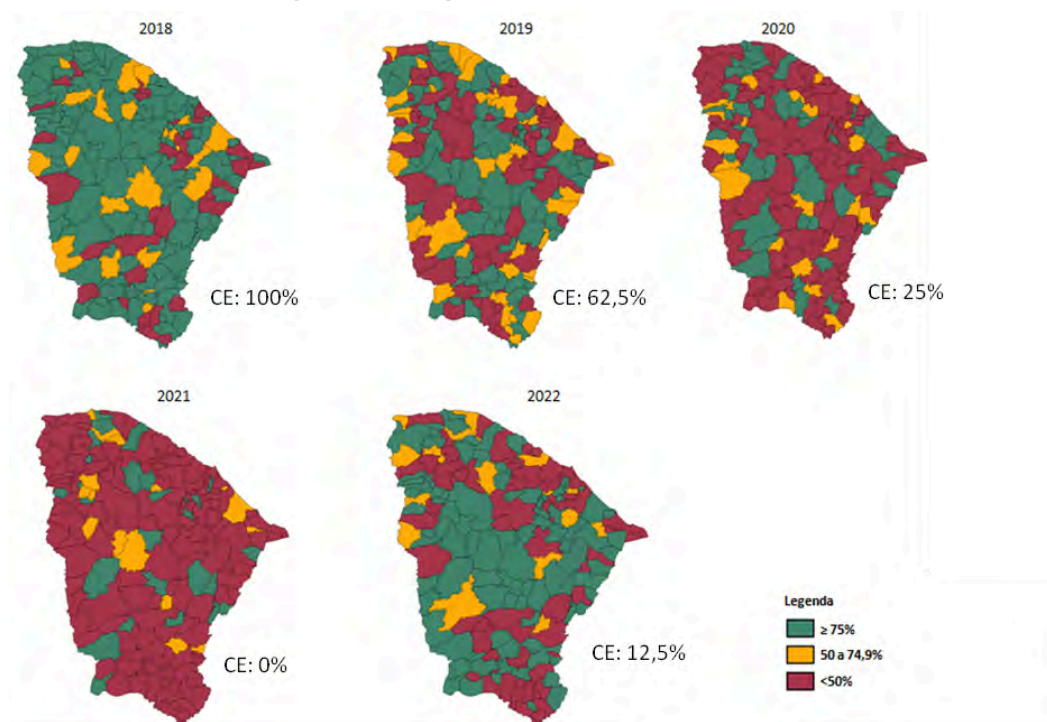 2018
2019
2020
CE: 100%
CE: 62,5%
CE: 25%
2021
2022
CE: 0%
CE: 12,5%
Legenda
≥ 75%
50 a 74,9%
<50%